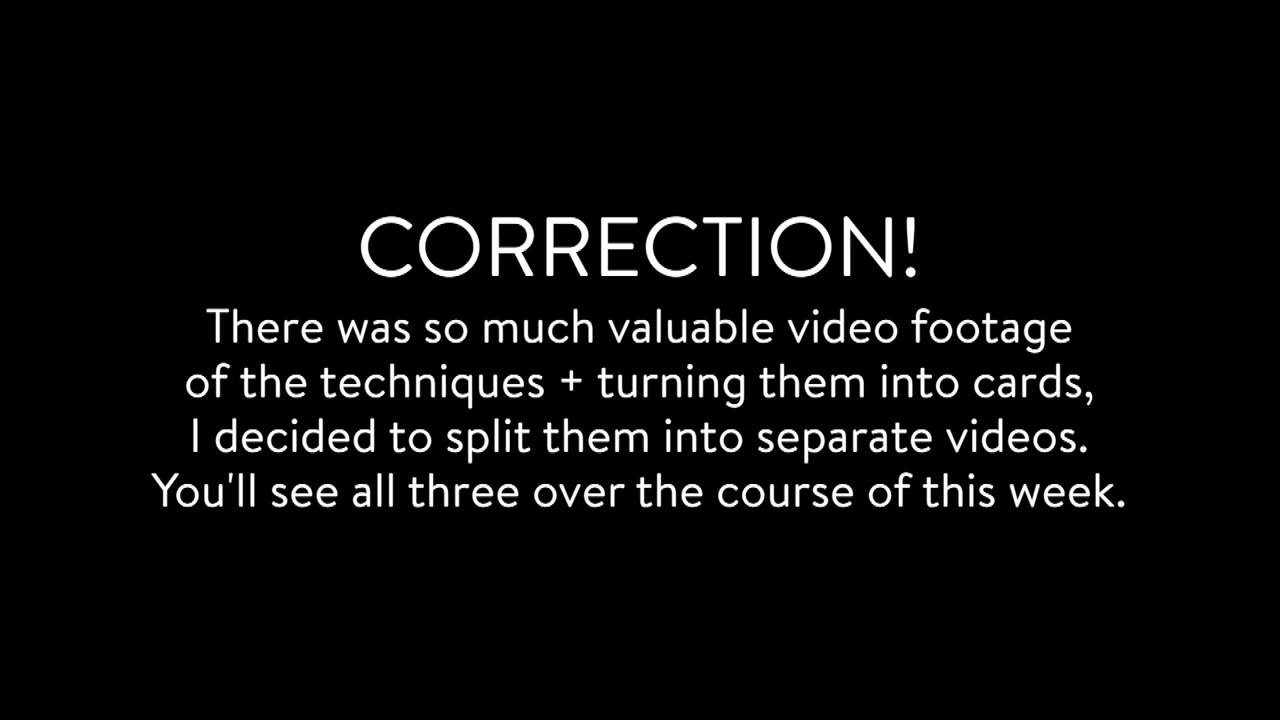 CORRECTION!
There was so much valuable video footage
of the techniques + turning them into cards,
I decided to split them into separate videos.
You'll see all three over the course of this week.